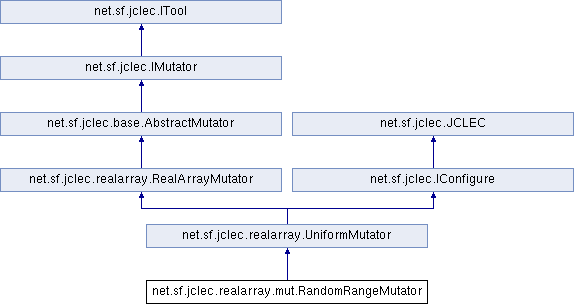 net.sf.jclec.ITool
net.sf.jclec.IMutator
net.sf.jclec.base.AbstractMutator
net.sf.jclec.JCLEC
net.sf.jclec.realarray.RealArrayMutator
net.sf.jclec.IConfigure
net.sf.jclec.realarray.UniformMutator
net.sf.jclec.realarray.mut.RandomRangeMutator